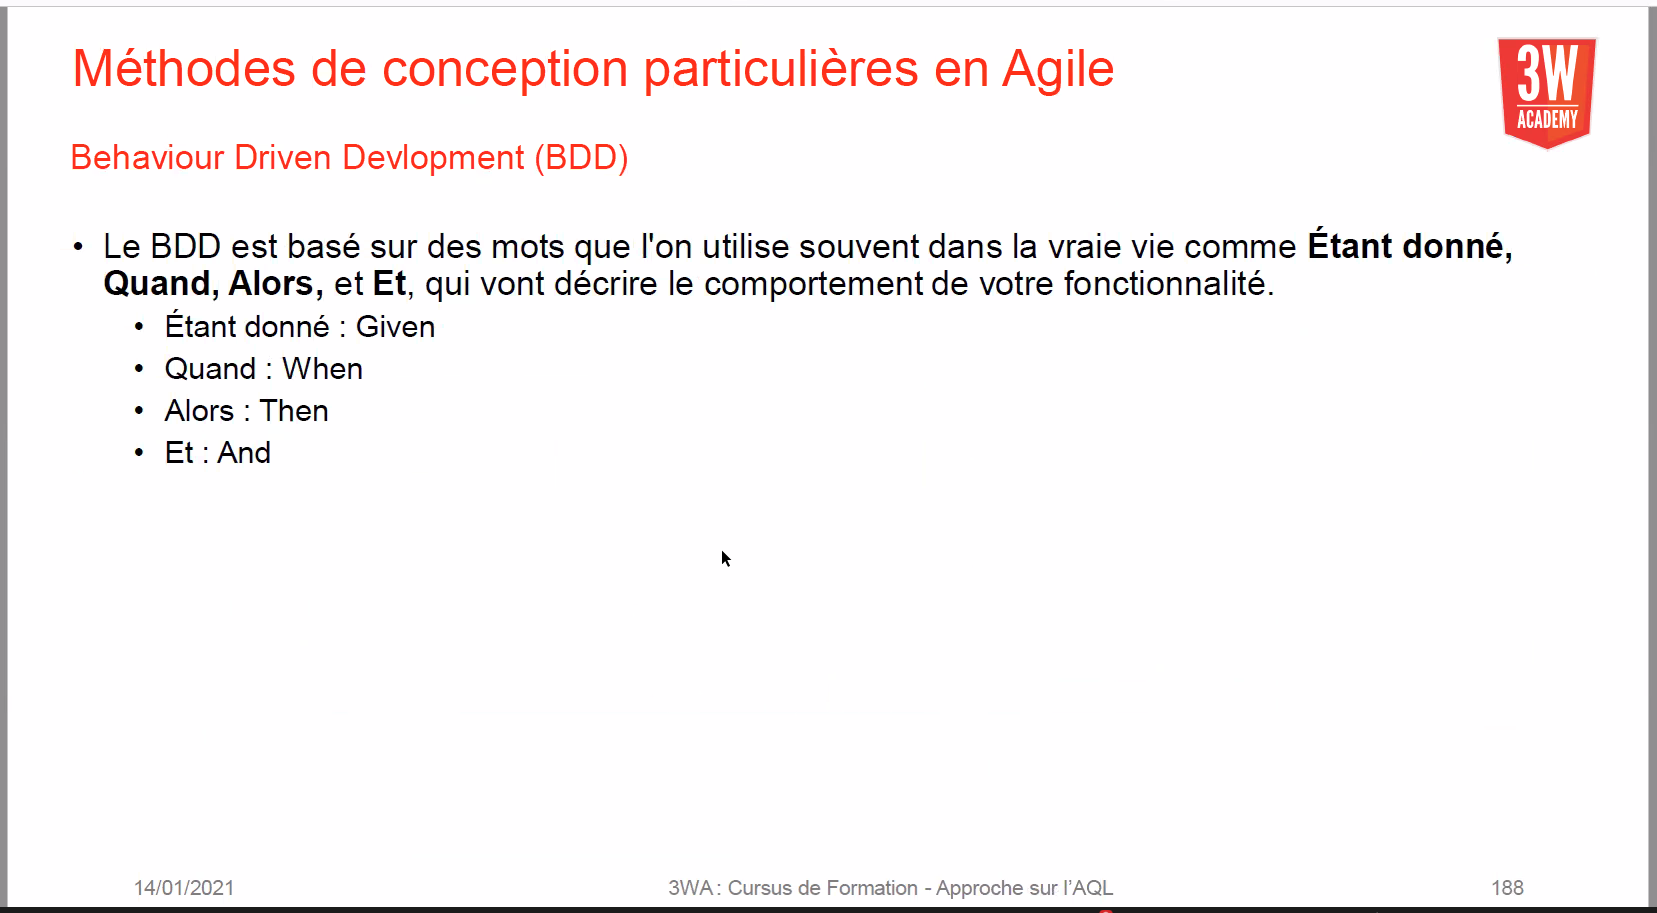 Méthodes de conception particulières en Agile
3W
ACADEMY
Behaviour Driven Devlopment (BDD)
• Le BDD est basé sur des mots que l'on utilise souvent dans la vraie vie comme Étant donné,
Quand, Alors, et Et, qui vont décrire le comportement de votre fonctionnalité.
• Étant donné : Given
• Quand : When
• Alors : Then
• Et : And
14/01/2021
3WA : Cursus de Formation - Approche sur l’AQL
188